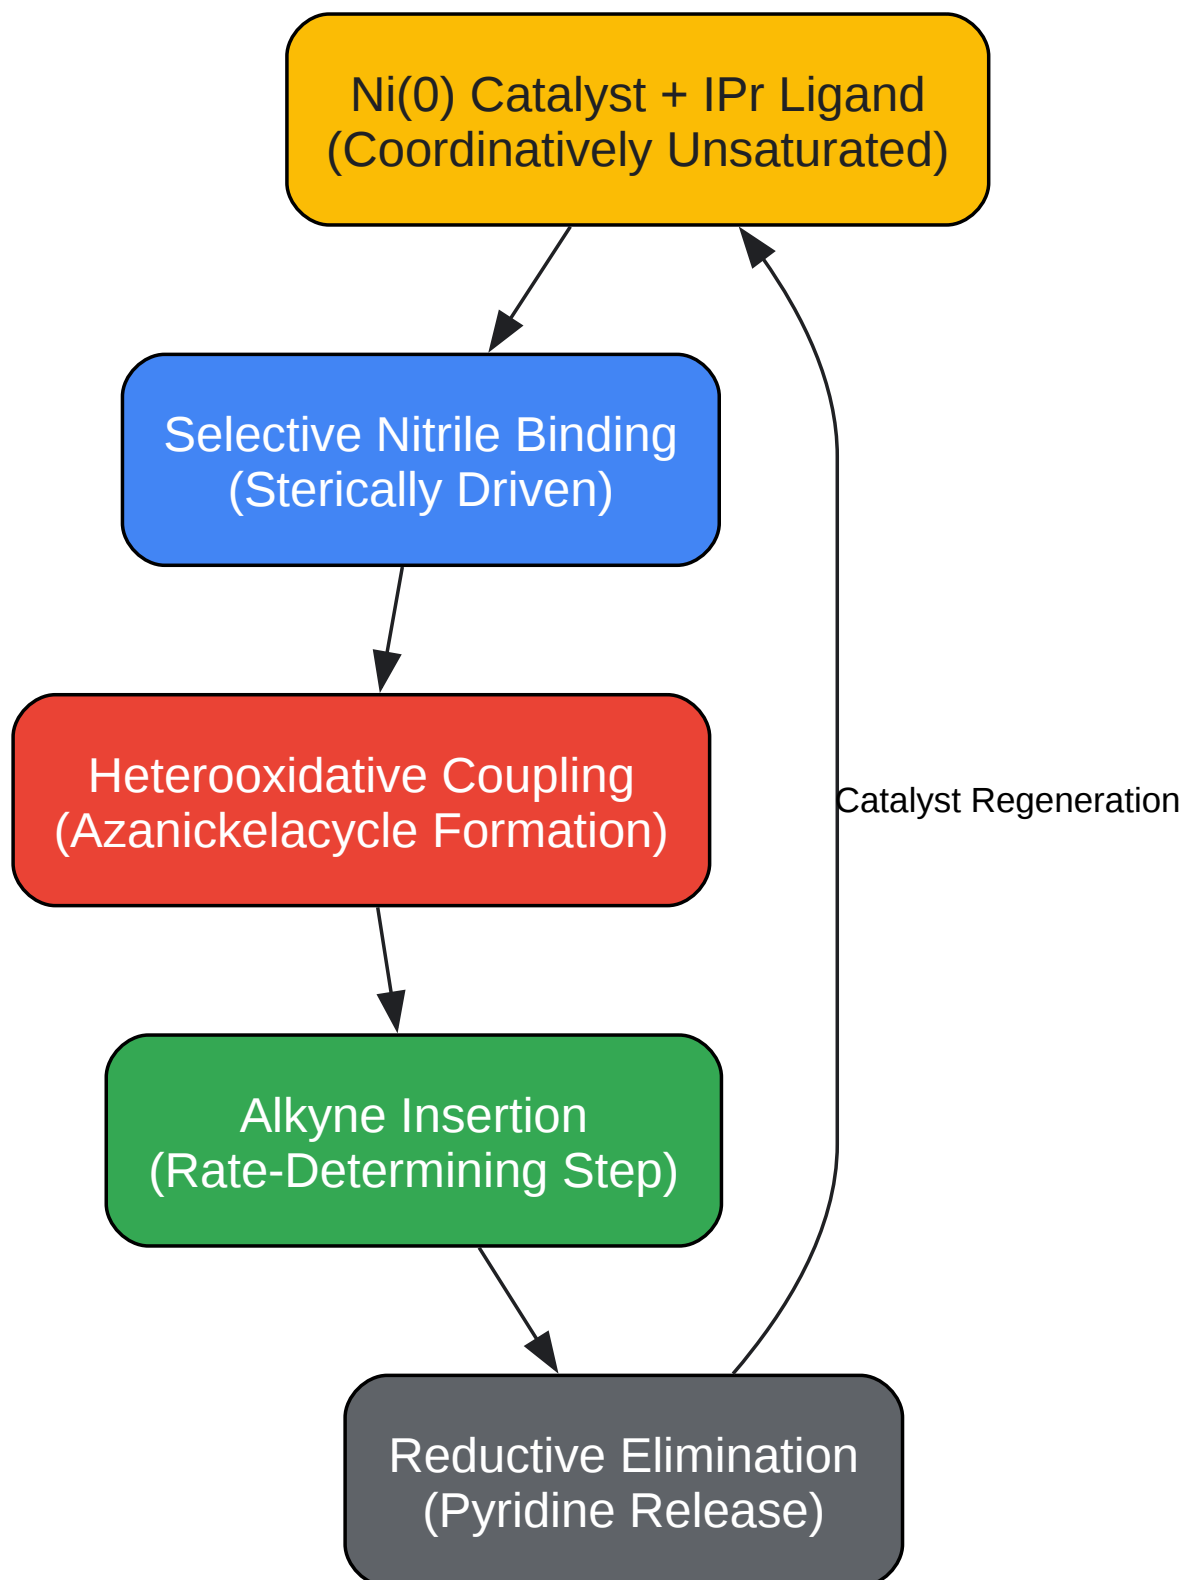 Ni(0) Catalyst + IPr Ligand
(Coordinatively Unsaturated)
Selective Nitrile Binding
(Sterically Driven)
Heterooxidative Coupling
(Azanickelacycle Formation)
Catalyst Regeneration
Alkyne Insertion
(Rate-Determining Step)
Reductive Elimination
(Pyridine Release)